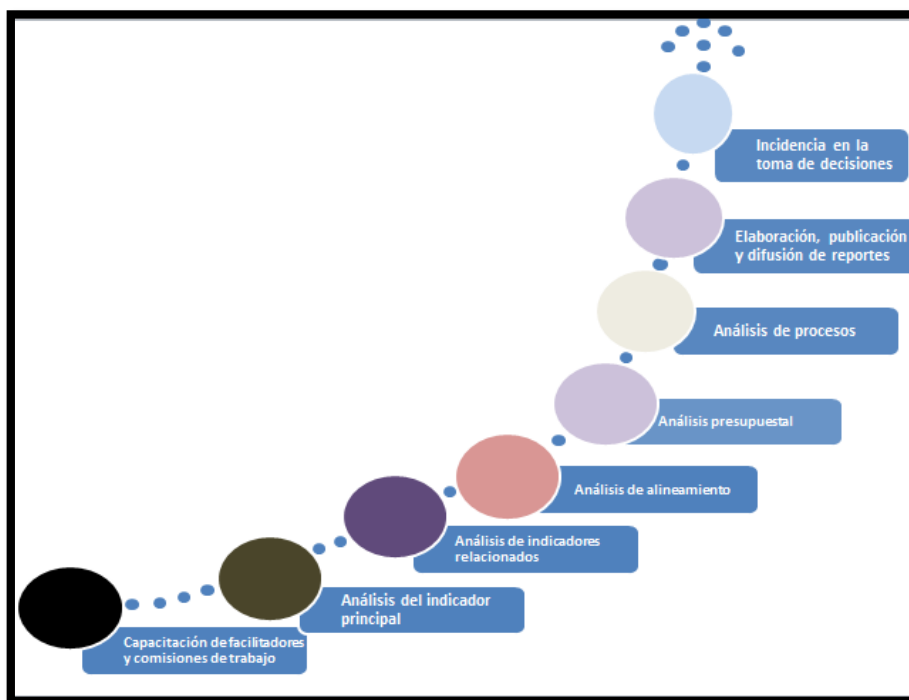 Incidencia en la
toma de decisiones
Elaboración, publicación
y difusión de reportes
Análisis de procesos
Análisis presupuestal
Análisis de alineamiento
Análisis de indicadores
relacionados
Análisis del indicador
principal
Capacitación de facilitadores
y comisiones de trabajo